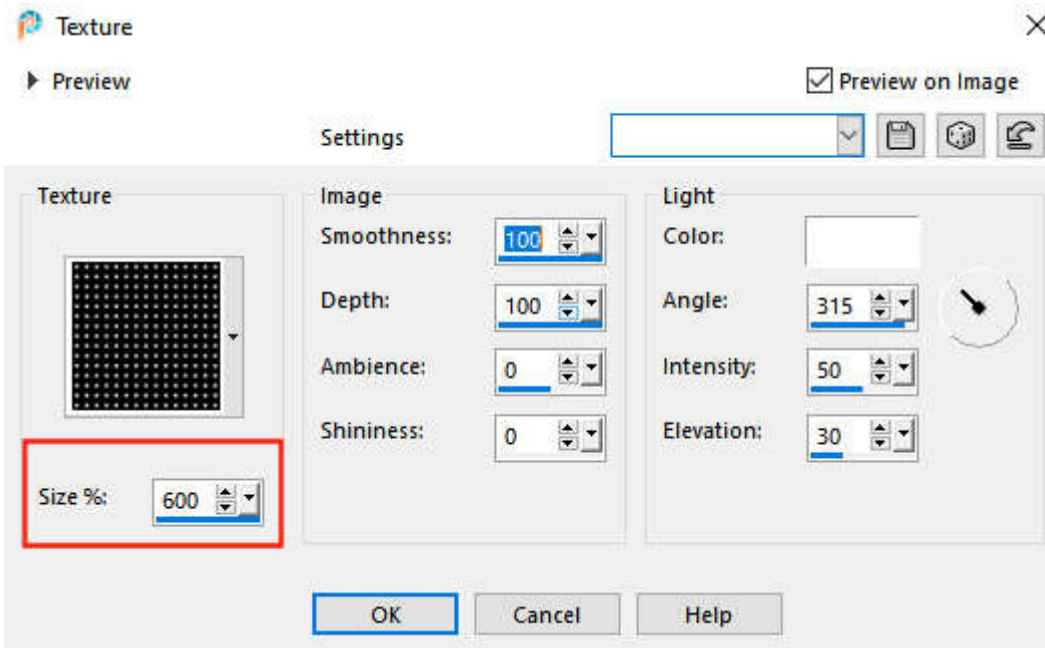 Texture
Preview
Preview on Image
Settings
Texture
Size %: 600
Image
Smoothness: 100
Depth: 100
Ambience: 0
Shininess: 0
Light
Color:
Angle: 315
Intensity: 50
Elevation: 30
OK Cancel Help